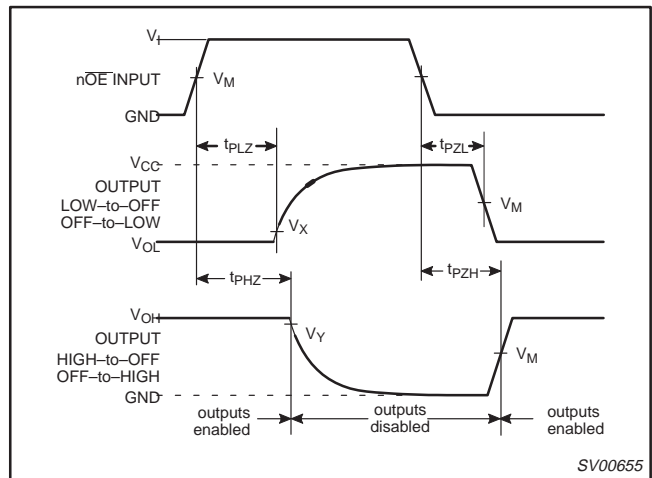 VI
nOE INPUT
VM
GND
tPLZ
tPZL
VCC
OUTPUT
LOW–to–OFF
OFF–to–LOW
VM
VX
VOL
tPHZ
tPZH
VOH
VY
OUTPUT
HIGH–to–OFF
OFF–to–HIGH
VM
GND
outputs
enabled
outputs
disabled
outputs
enabled
SV00655